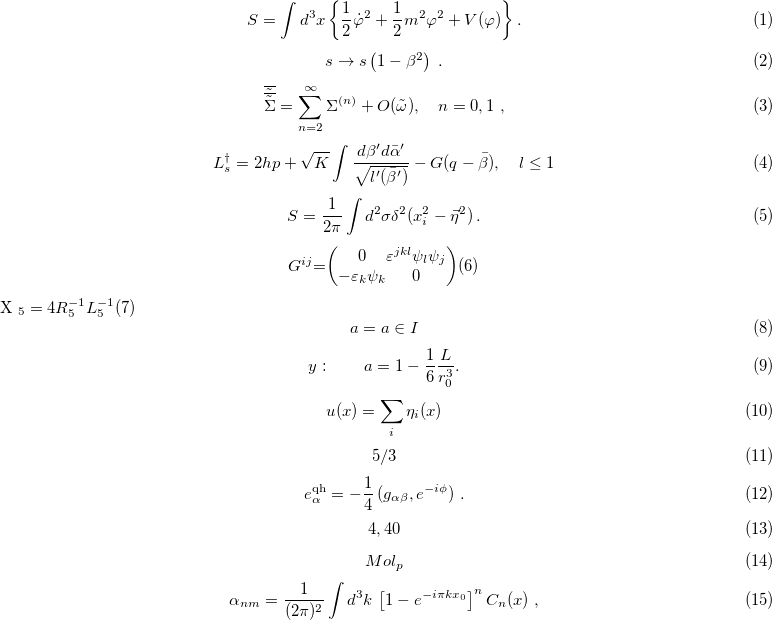 $S = \int d^3x \left\{ \frac{1}{2}\dot{\varphi}^2 + \frac{1}{2}m^2\varphi^2 + V(\varphi) \right\}.$ (1)
$s \to s\left(1 - \beta^2\right)\ .$ (2)
$\overline{\overline{\tilde{\tilde{\Sigma}}}} = \sum_{n=2}^{\infty} \Sigma^{(n)} + O(\tilde{\omega}), \quad n = 0, 1\ ,$ (3)
$L_s^{\dagger} = 2hp + \sqrt{K} \int \frac{d\beta' d\bar{\alpha}'}{\sqrt{l'(\bar{\beta'})}} - G(q - \bar{\beta}), \quad l \leq 1$ (4)
$S = \frac{1}{2\pi} \int d^2\sigma \delta^2(x_i^2 - \vec{\eta}^2)\,.$ (5)
$G^{ij} = \begin{pmatrix} 0 & \varepsilon^{jkl}\psi_l\psi_j \\ -\varepsilon_k\psi_k & 0 \end{pmatrix}$ (6)
$\text{X}\ _5 = 4R_5^{-1}L_5^{-1}$ (7)
$a = a \in I$ (8)
$y: \quad a = 1 - \frac{1}{6}\frac{L}{r_0^3}.$ (9)
$u(x) = \sum_i \eta_i(x)$ (10)
$5/3$ (11)
$e_\alpha^{\text{qh}} = -\frac{1}{4}\left(g_{\alpha\beta}, e^{-i\phi}\right)\ .$ (12)
$4, 40$ (13)
$Mol_p$ (14)
$\alpha_{nm} = \frac{1}{(2\pi)^2} \int d^3k \left[1 - e^{-i\pi k x_0}\right]^n C_n(x)\ ,$ (15)